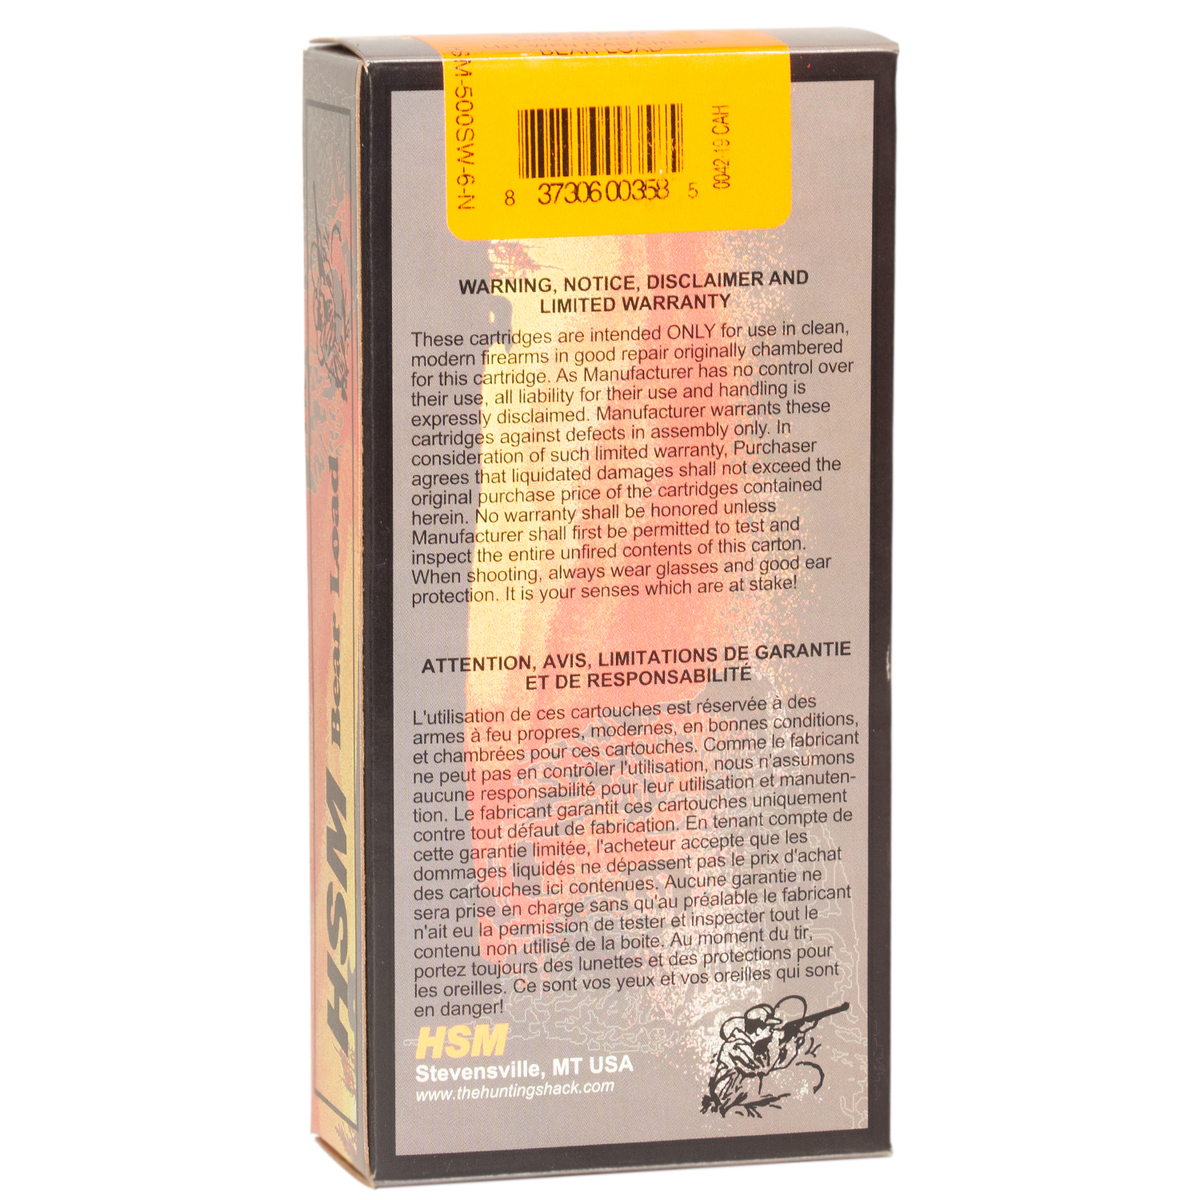 BEAR LOAD
SM-500SW-6-N
8 37306 00358 5
0042-19 CAH
WARNING, NOTICE, DISCLAIMER AND
LIMITED WARRANTY
These cartridges are intended ONLY for use in clean,
modern firearms in good repair originally chambered
for this cartridge. As Manufacturer has no control over
their use, all liability for their use and handling is
expressly disclaimed. Manufacturer warrants these
cartridges against defects in assembly only. In
consideration of such limited warranty, Purchaser
agrees that liquidated damages shall not exceed the
original purchase price of the cartridges contained
herein. No warranty shall be honored unless
Manufacturer shall first be permitted to test and
inspect the entire unfired contents of this carton.
When shooting, always wear glasses and good ear
protection. It is your senses which are at stake!
ATTENTION, AVIS, LIMITATIONS DE GARANTIE
ET DE RESPONSABILITÉ
L'utilisation de ces cartouches est réservée à des
armes à feu propres, modernes, en bonnes conditions,
et chambrées pour ces cartouches. Comme le fabricant
ne peut pas en contrôler l'utilisation, nous n'assumons
aucune responsabilité pour leur utilisation et manuten-
tion. Le fabricant garantit ces cartouches uniquement
contre tout défaut de fabrication. En tenant compte de
cette garantie limitée, l'acheteur accepte que les
dommages liquidés ne dépassent pas le prix d'achat
des cartouches ici contenues. Aucune garantie ne
sera prise en charge sans qu'au préalable le fabricant
n'ait eu la permission de tester et inspecter tout le
contenu non utilisé de la boite. Au moment du tir,
portez toujours des lunettes et des protections pour
les oreilles. Ce sont vos yeux et vos oreilles qui sont
en danger!
HSM
Stevensville, MT USA
www.thehuntingshack.com
HSM Bear Load